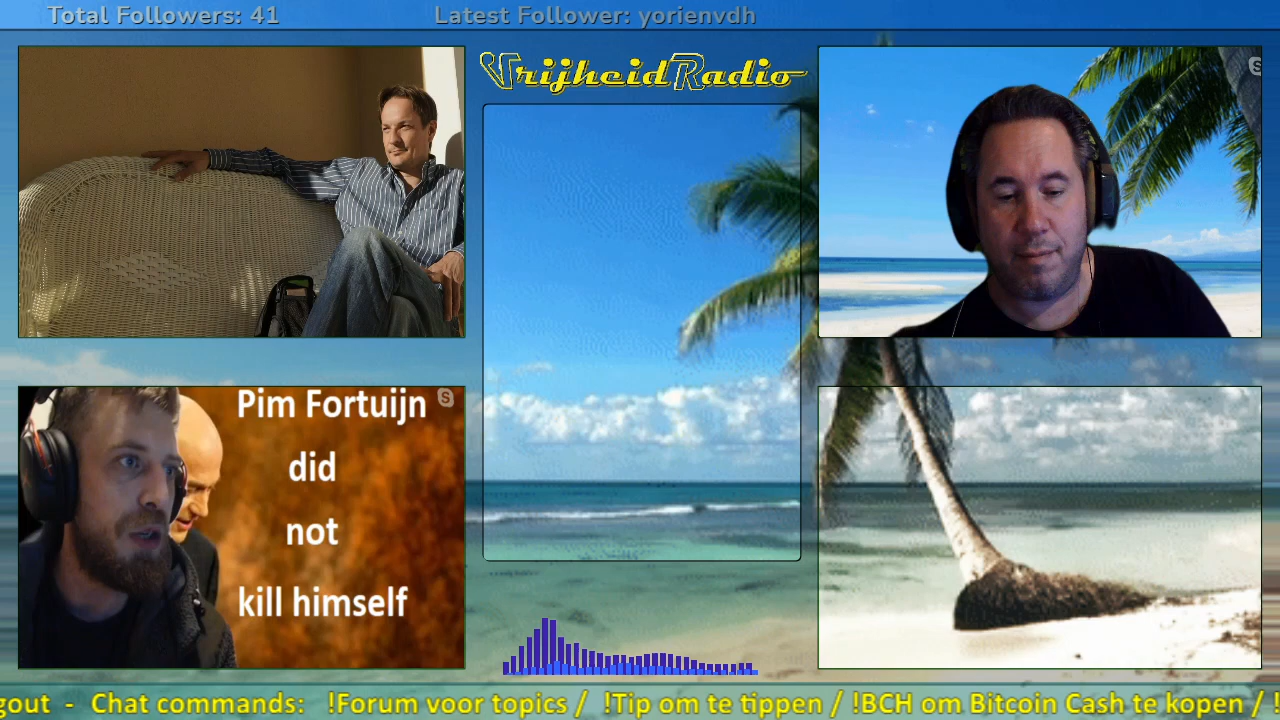 Total Followers: 41
Latest Follower: yorienvdh
VrijheidRadio
S
Pim Fortuijn
S
did
not
kill himself
gout - Chat commands: !Forum voor topics / !Tip om te tippen / !BCH om Bitcoin Cash te kopen / !